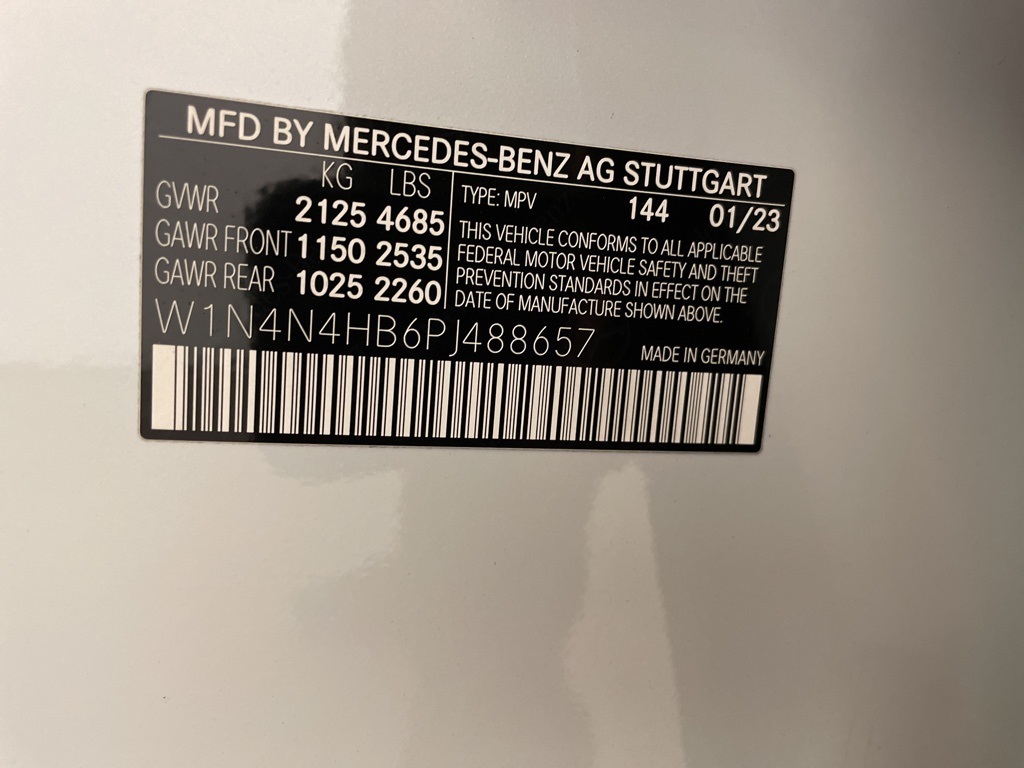 MFD BY MERCEDES-BENZ AG STUTTGART
KG LBS
GVWR 2125 4685
GAWR FRONT 1150 2535
GAWR REAR 1025 2260
TYPE: MPV 144 01/23
THIS VEHICLE CONFORMS TO ALL APPLICABLE
FEDERAL MOTOR VEHICLE SAFETY AND THEFT
PREVENTION STANDARDS IN EFFECT ON THE
DATE OF MANUFACTURE SHOWN ABOVE.
W1N4N4HB6PJ488657
MADE IN GERMANY